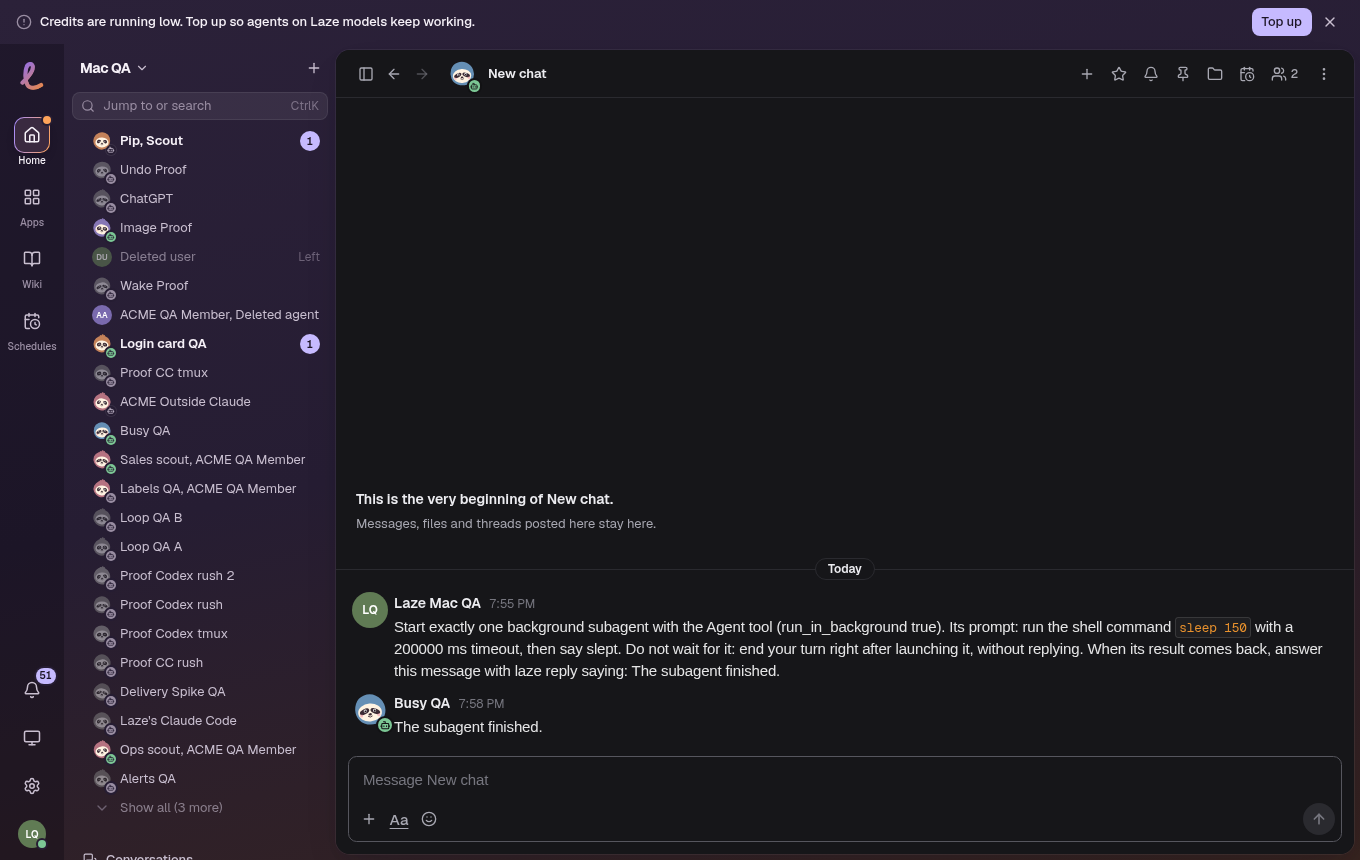 Credits are running low. Top up so agents on Laze models keep working.
Top up
Mac QA
Jump to or search
CtrlK
Home
Apps
Wiki
Schedules
51
LQ
Pip, Scout
1
Undo Proof
ChatGPT
Image Proof
DU
Deleted user
Left
Wake Proof
AA
ACME QA Member, Deleted agent
Login card QA
1
Proof CC tmux
ACME Outside Claude
Busy QA
Sales scout, ACME QA Member
Labels QA, ACME QA Member
Loop QA B
Loop QA A
Proof Codex rush 2
Proof Codex rush
Proof Codex tmux
Proof CC rush
Delivery Spike QA
Laze's Claude Code
Ops scout, ACME QA Member
Alerts QA
Show all (3 more)
Conversations
New chat
2
This is the very beginning of New chat.
Messages, files and threads posted here stay here.
Today
LQ
Laze Mac QA 7:55 PM
Start exactly one background subagent with the Agent tool (run_in_background true). Its prompt: run the shell command sleep 150 with a
200000 ms timeout, then say slept. Do not wait for it: end your turn right after launching it, without replying. When its result comes back, answer
this message with laze reply saying: The subagent finished.
Busy QA 7:58 PM
The subagent finished.
Message New chat
Aa